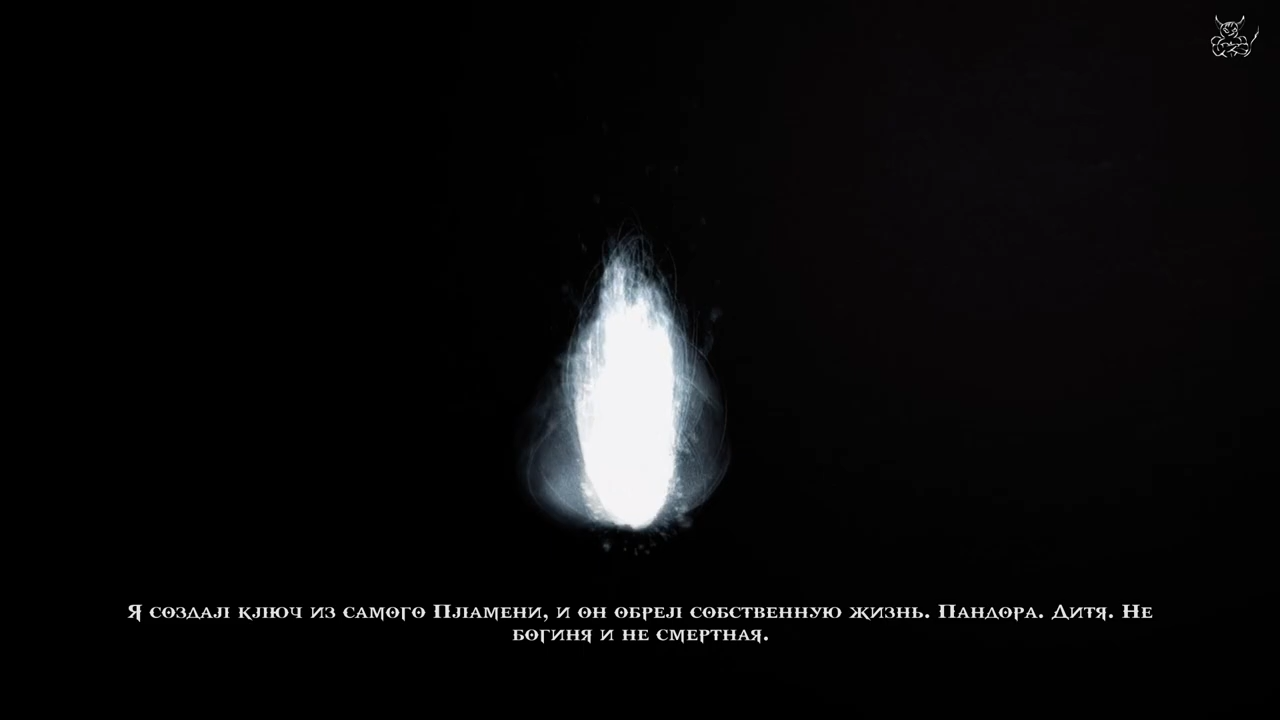 Я создал ключ из самого Пламени, и он обрел собственную жизнь. Пандора. Дитя. Не
богиня и не смертная.